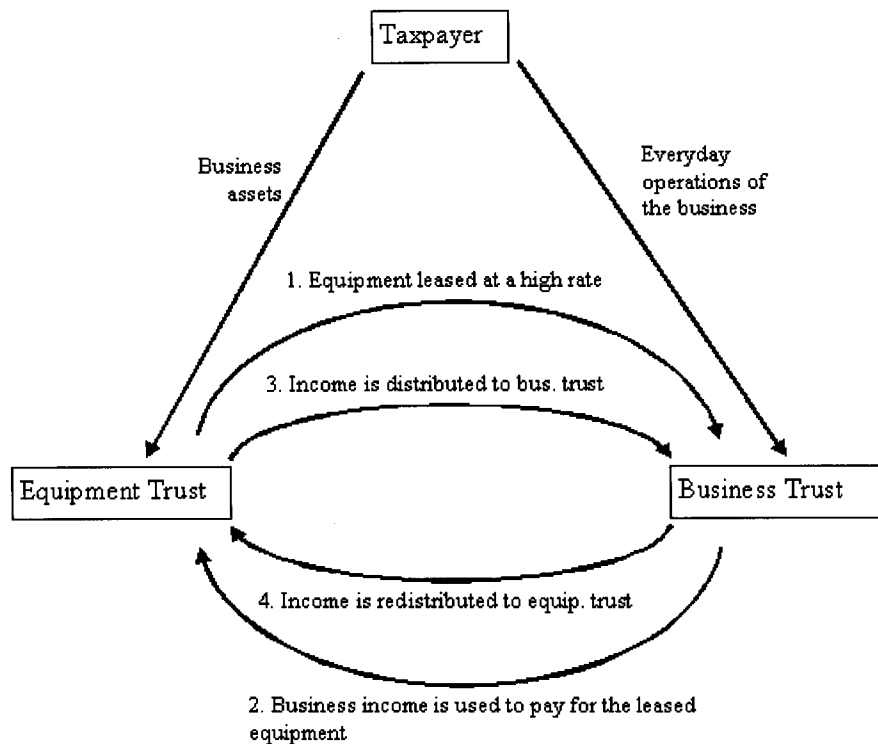 Taxpayer
Business
assets
Everyday
operations of
the business
1. Equipment leased at a high rate
3. Income is distributed to bus. trust
Equipment Trust
Business Trust
4. Income is redistributed to equip. trust
2. Business income is used to pay for the leased
equipment